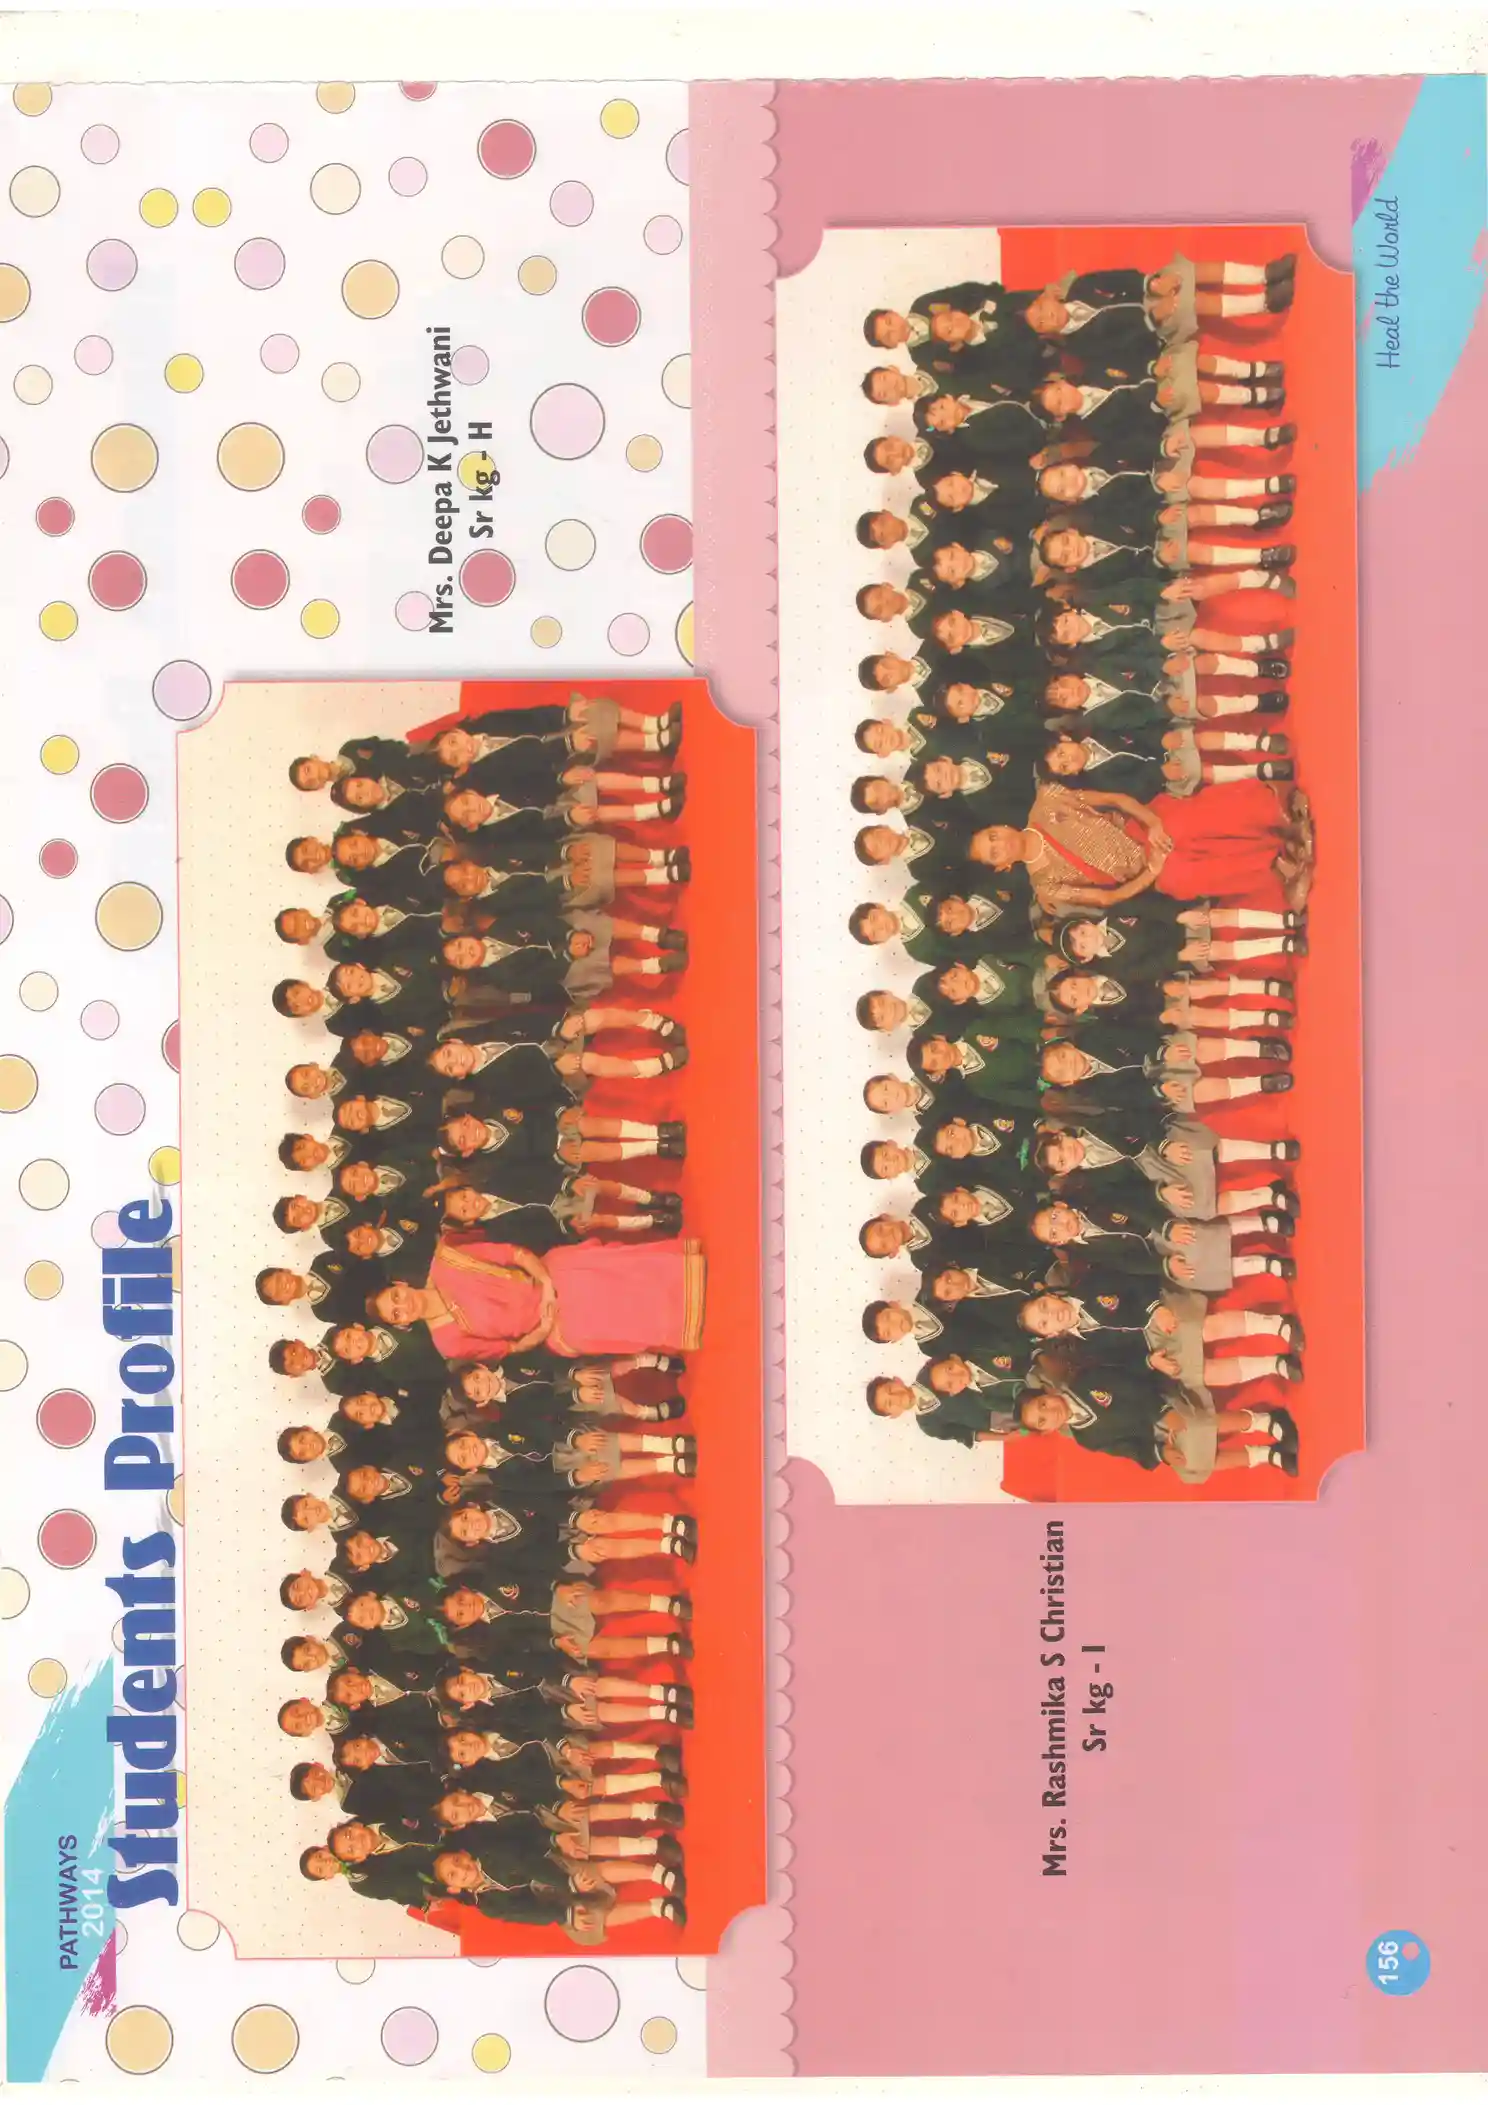 PATHWAYS
2014
Students Profile
Mrs. Deepa K Jethwani
Sr kg - H
Mrs. Rashmika S Christian
Sr kg - I
156
Heal the World